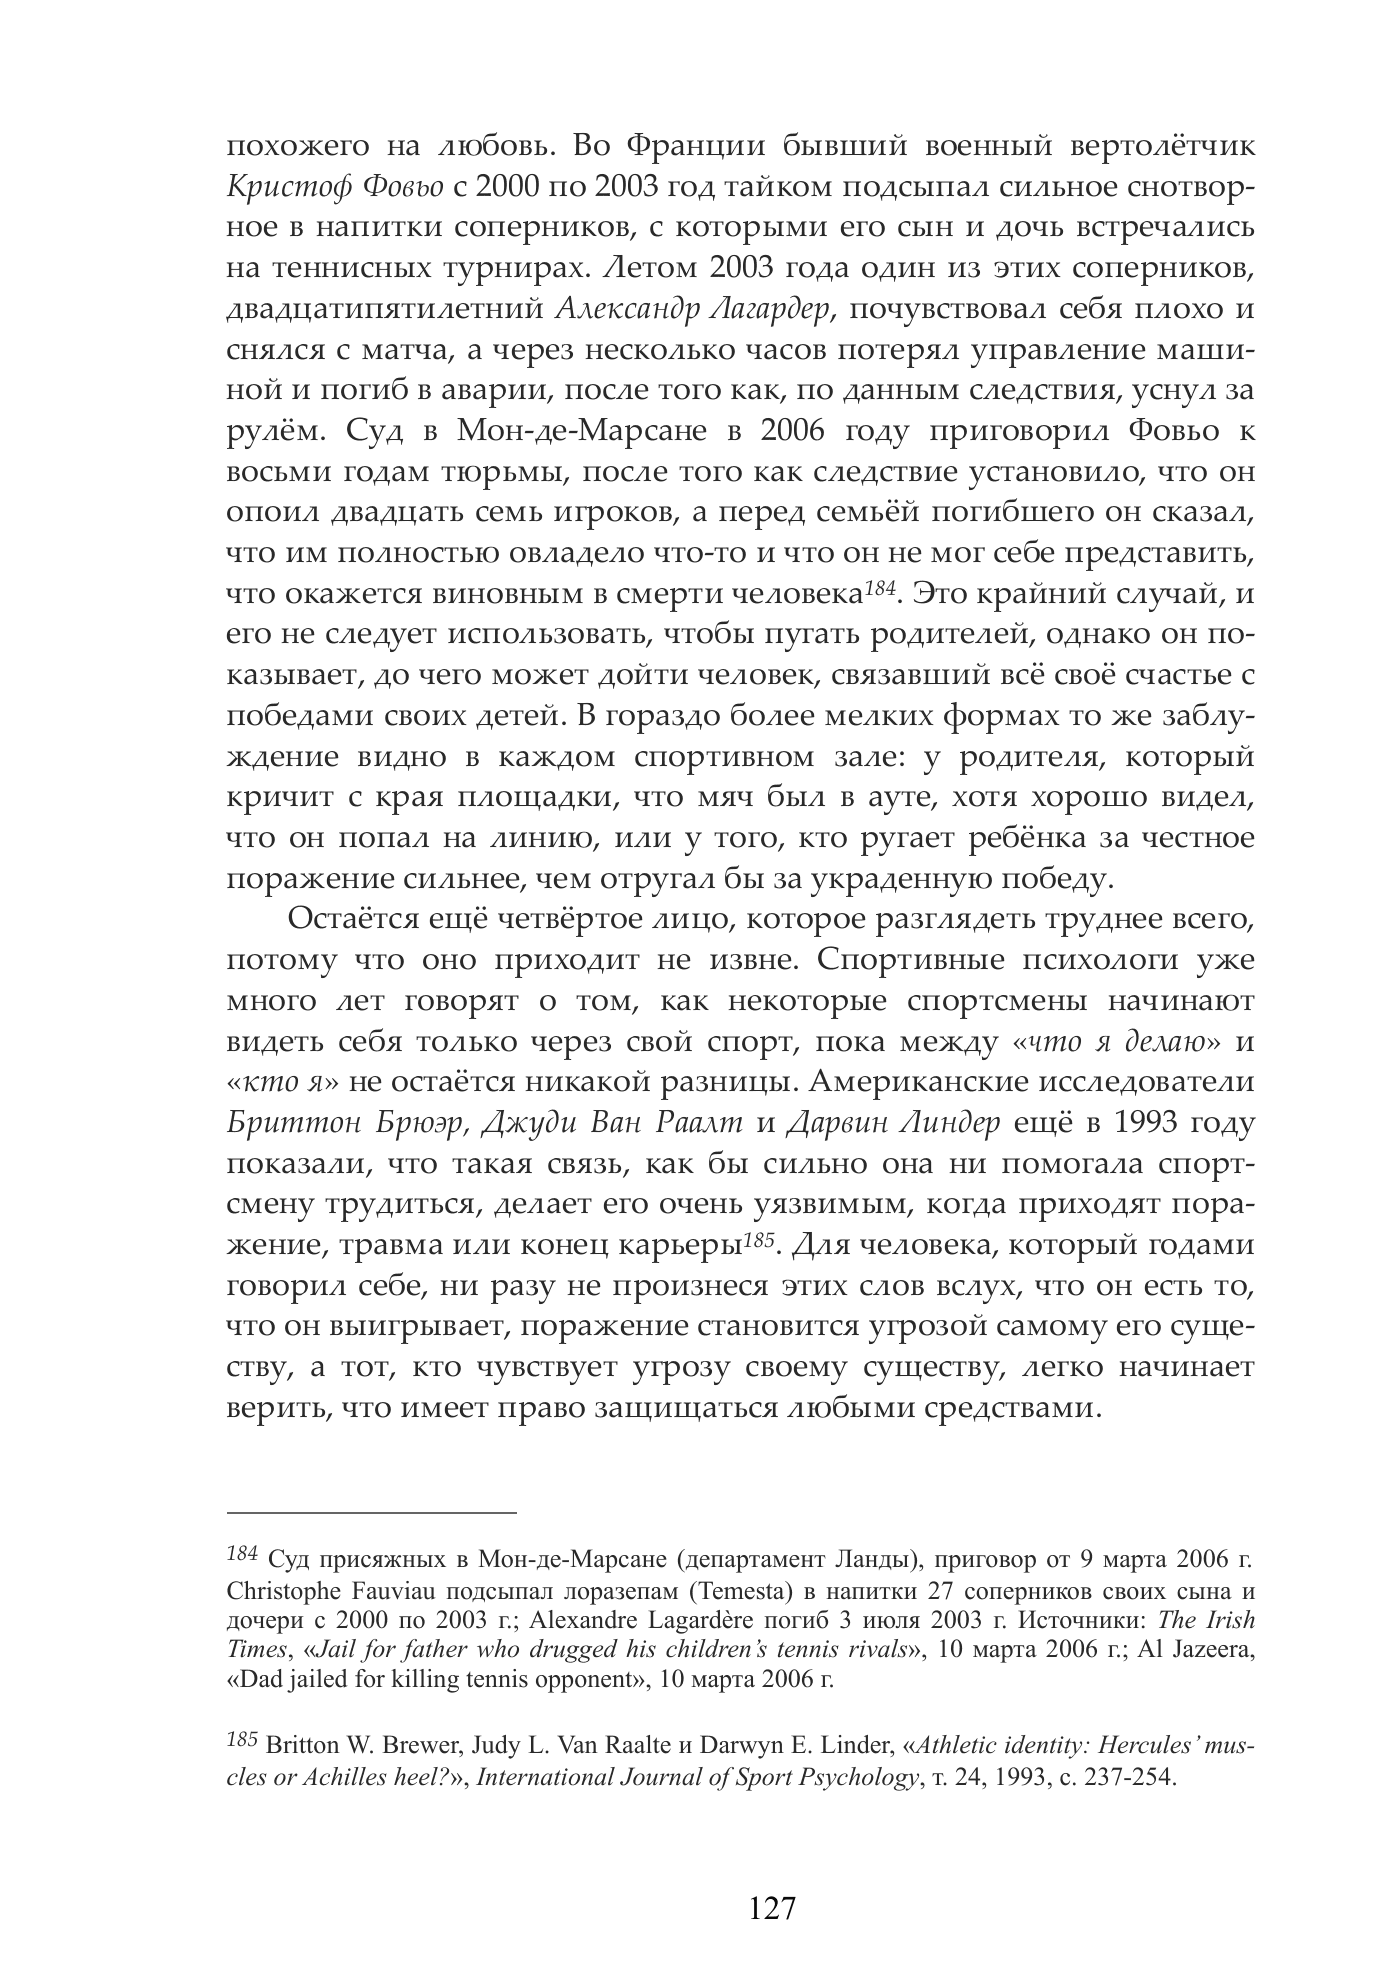 похожего на любовь. Во Франции бывший военный вертолётчик
Кристоф Фовьо с 2000 по 2003 год тайком подсыпал сильное снотвор-
ное в напитки соперников, с которыми его сын и дочь встречались
на теннисных турнирах. Летом 2003 года один из этих соперников,
двадцатипятилетний Александр Лагардер, почувствовал себя плохо и
снялся с матча, а через несколько часов потерял управление маши-
ной и погиб в аварии, после того как, по данным следствия, уснул за
рулём. Суд в Мон-де-Марсане в 2006 году приговорил Фовьо к
восьми годам тюрьмы, после того как следствие установило, что он
опоил двадцать семь игроков, а перед семьёй погибшего он сказал,
что им полностью овладело что-то и что он не мог себе представить,
что окажется виновным в смерти человека184. Это крайний случай, и
его не следует использовать, чтобы пугать родителей, однако он по-
казывает, до чего может дойти человек, связавший всё своё счастье с
победами своих детей. В гораздо более мелких формах то же заблу-
ждение видно в каждом спортивном зале: у родителя, который
кричит с края площадки, что мяч был в ауте, хотя хорошо видел,
что он попал на линию, или у того, кто ругает ребёнка за честное
поражение сильнее, чем отругал бы за украденную победу.
Остаётся ещё четвёртое лицо, которое разглядеть труднее всего,
потому что оно приходит не извне. Спортивные психологи уже
много лет говорят о том, как некоторые спортсмены начинают
видеть себя только через свой спорт, пока между «что я делаю» и
«кто я» не остаётся никакой разницы. Американские исследователи
Бриттон Брюэр, Джуди Ван Раалт и Дарвин Линдер ещё в 1993 году
показали, что такая связь, как бы сильно она ни помогала спорт-
смену трудиться, делает его очень уязвимым, когда приходят пора-
жение, травма или конец карьеры185. Для человека, который годами
говорил себе, ни разу не произнеся этих слов вслух, что он есть то,
что он выигрывает, поражение становится угрозой самому его суще-
ству, а тот, кто чувствует угрозу своему существу, легко начинает
верить, что имеет право защищаться любыми средствами.
184 Суд присяжных в Мон-де-Марсане (департамент Ланды), приговор от 9 марта 2006 г.
Christophe Fauviau подсыпал лоразепам (Temesta) в напитки 27 соперников своих сына и
дочери с 2000 по 2003 г.; Alexandre Lagardère погиб 3 июля 2003 г. Источники: The Irish
Times, «Jail for father who drugged his children’s tennis rivals», 10 марта 2006 г.; Al Jazeera,
«Dad jailed for killing tennis opponent», 10 марта 2006 г.
185 Britton W. Brewer, Judy L. Van Raalte и Darwyn E. Linder, «Athletic identity: Hercules’ mus-
cles or Achilles heel?», International Journal of Sport Psychology, т. 24, 1993, с. 237-254.
127